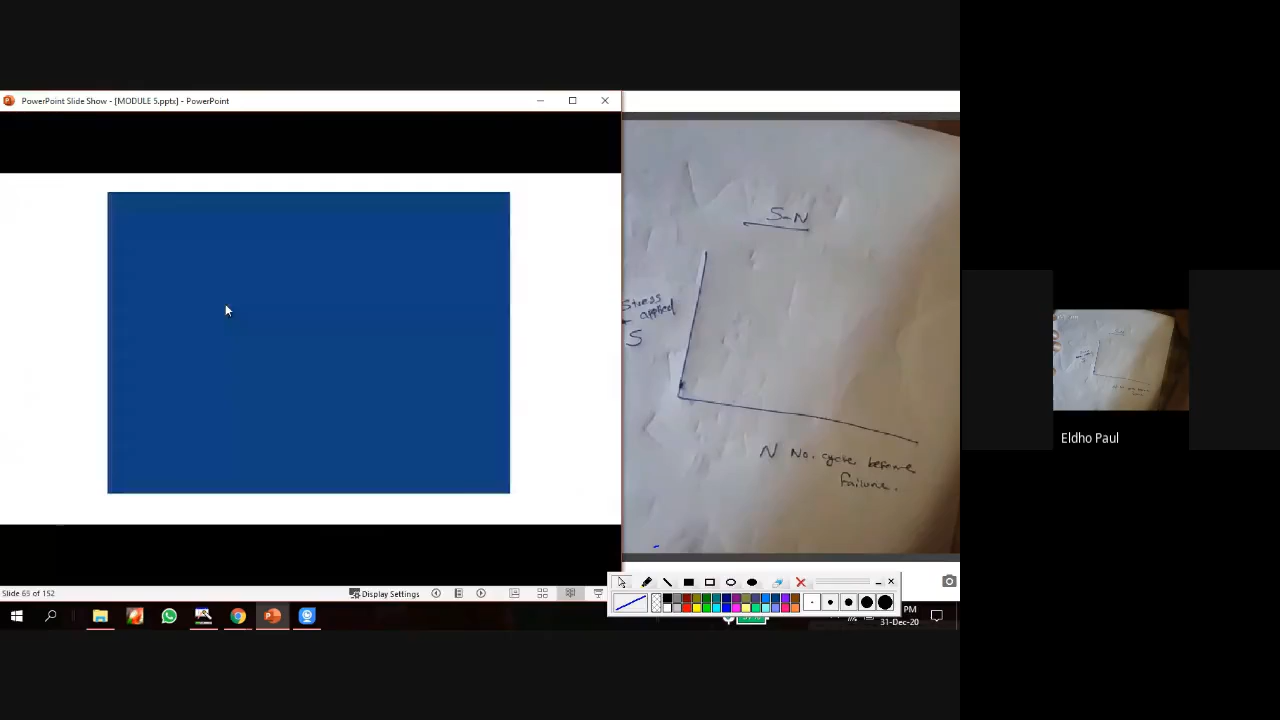 PowerPoint Slide Show - [MODULE 5.pptx] - PowerPoint
S-N
Stress
applied
S
N No. cycle before
failure.
Eldho Paul
Slide 65 of 152
Display Settings
PM
31-Dec-20